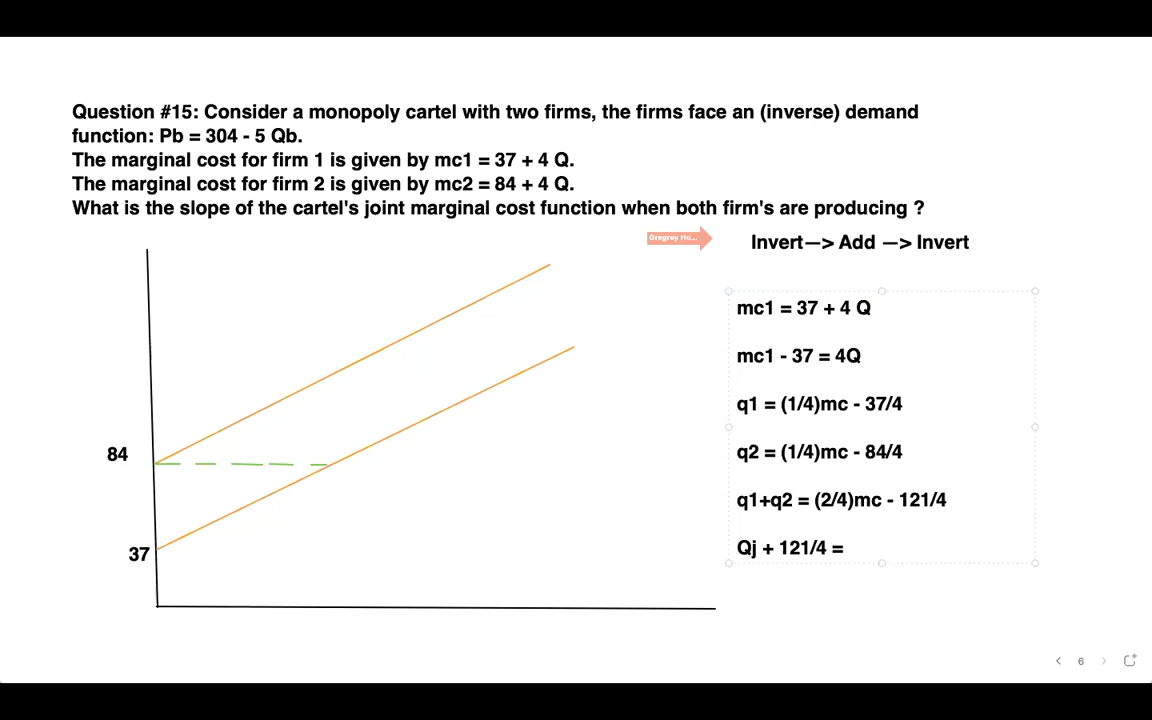 Question #15: Consider a monopoly cartel with two firms, the firms face an (inverse) demand
function: Pb = 304 - 5 Qb.
The marginal cost for firm 1 is given by mc1 = 37 + 4 Q.
The marginal cost for firm 2 is given by mc2 = 84 + 4 Q.
What is the slope of the cartel's joint marginal cost function when both firm's are producing ?
Invert—> Add —> Invert
mc1 = 37 + 4 Q
mc1 - 37 = 4Q
q1 = (1/4)mc - 37/4
q2 = (1/4)mc - 84/4
q1+q2 = (2/4)mc - 121/4
Qj + 121/4 =
84
37
6